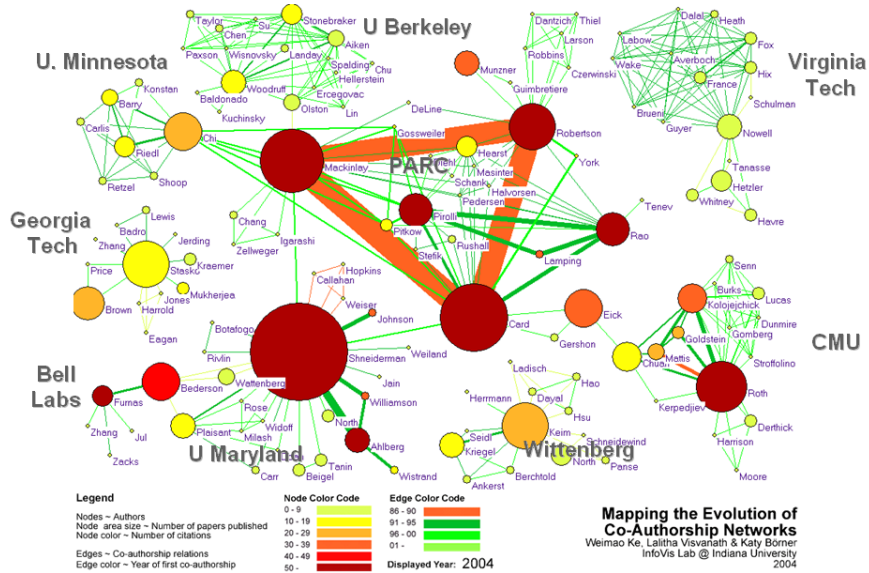 U Berkeley
Taylor
Su
Stonebraker
Chen
Aiken
Paxson
Wisnovsky
Landay
Spalding
Chu
Hellerstein
Woodruff
Ercegovac
Baldonado
Olston
Lin
Kuchinsky
U. Minnesota
Konstan
Barry
Carlis
Chi
Riedl
Retzel
Shoop
Dantzich
Thiel
Larson
Robbins
Czerwinski
Munzner
Guimbretiere
DeLine
Gossweiler
Robertson
York
Virginia
Tech
Dalal
Heath
Labow
Fox
Wake
Averboch
Hix
France
Schulman
Brueni
Guyer
Nowell
Tanasse
Hetzler
Whitney
Havre
PARC
Mackinlay
Hearst
Masinter
Schank
Halvorsen
Pedersen
Pirolli
Pitkow
Rushall
Stefik
Lamping
Tenev
Rao
Chang
Igarashi
Zellweger
Georgia
Tech
Lewis
Badro
Zhang
Jerding
Price
Stasko
Kraemer
Jones
Mukherjea
Brown
Harrold
Eagan
Hopkins
Callahan
Weiser
Johnson
Botafogo
Rivlin
Shneiderman
Weiland
Card
Eick
Gershon
Jain
Wattenberg
Williamson
CMU
Senn
Burks
Kolojejchick
Lucas
Dunmire
Goldstein
Gomberg
Chuah
Mattis
Stroffolino
Roth
Kerpedjiev
Derthick
Harrison
Moore
Bell
Labs
Bederson
Furnas
Zhang
Jul
Zacks
Rose
Plaisant
Widoff
Milash
North
Ahlberg
U Maryland
Tanin
Carr
Beigel
Wistrand
Ladisch
Hao
Herrmann
Dayal
Hsu
Keim
Seidl
Schneidewind
Kriegel
Wittenberg
North
Panse
Berchtold
Ankerst
Legend
Nodes ~ Authors
Node area size ~ Number of papers published
Node color ~ Number of citations
Edges ~ Co-authorship relations
Edge color ~ Year of first co-authorship
Node Color Code
0 - 9
10 - 19
20 - 29
30 - 39
40 - 49
50 -
Edge Color Code
86 - 90
91 - 95
96 - 00
01 -
Displayed Year: 2004
Mapping the Evolution of
Co-Authorship Networks
Weimao Ke, Lalitha Visvanath & Katy Börner
InfoVis Lab @ Indiana University
2004